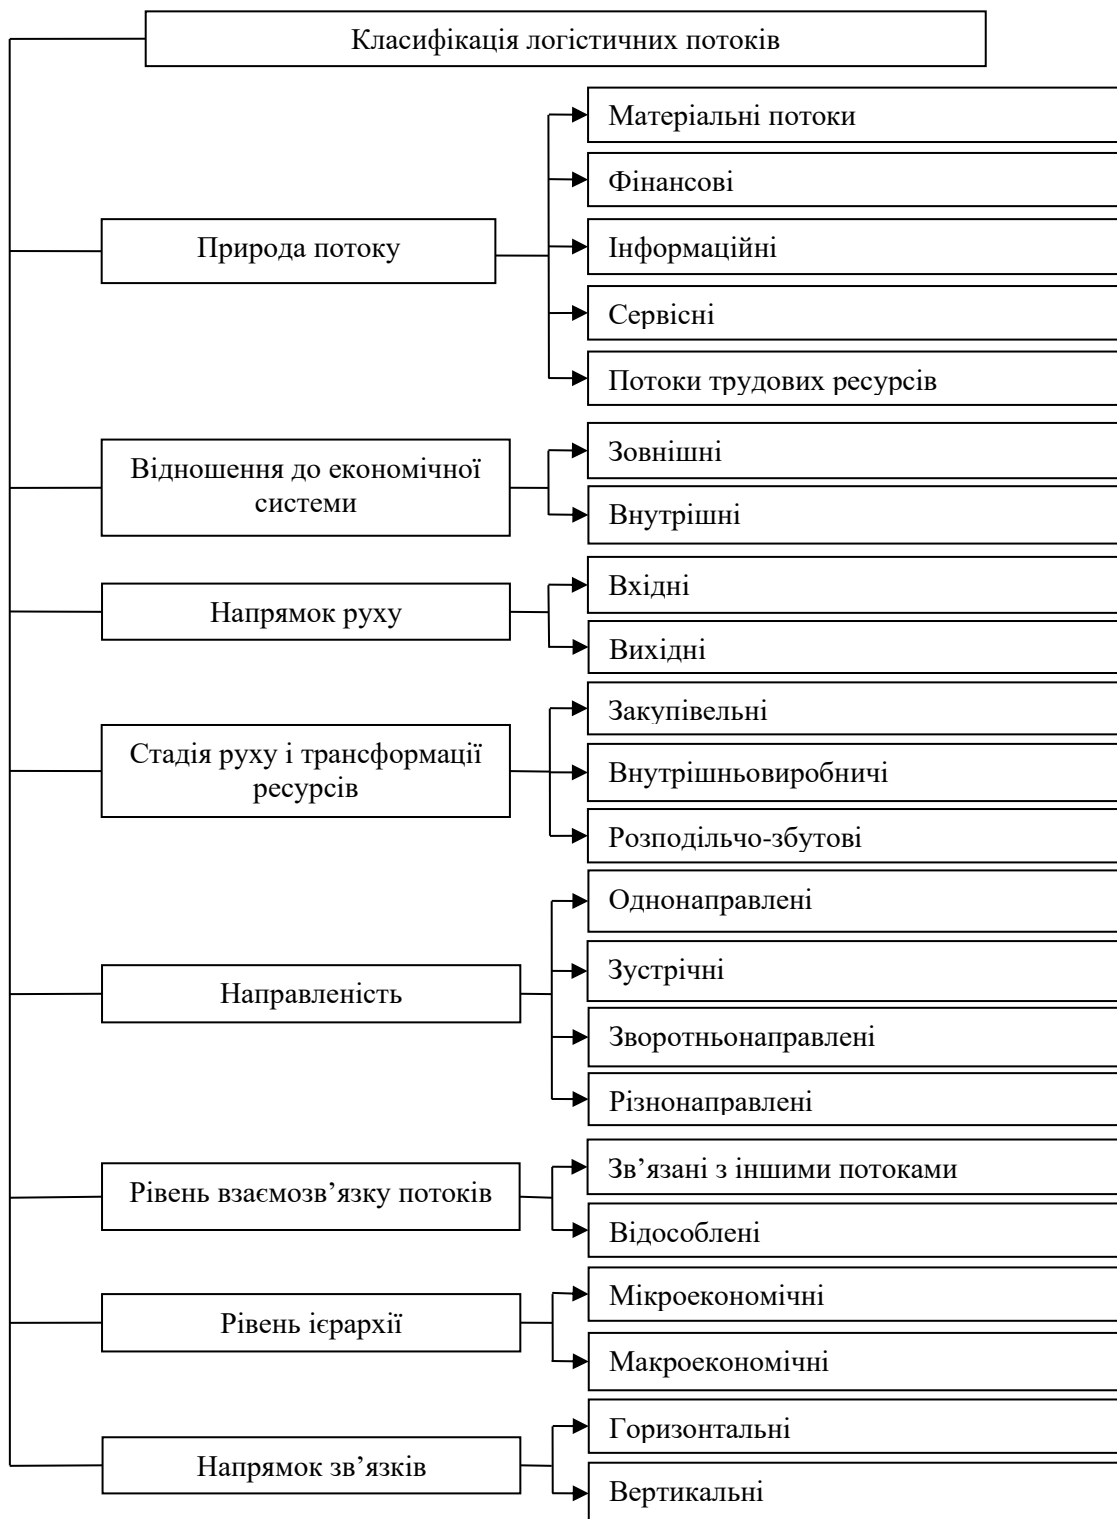 Класифікація логістичних потоків
Природа потоку
Матеріальні потоки
Фінансові
Інформаційні
Сервісні
Потоки трудових ресурсів
Відношення до економічної
системи
Зовнішні
Внутрішні
Напрямок руху
Вхідні
Вихідні
Стадія руху і трансформації
ресурсів
Закупівельні
Внутрішньовиробничі
Розподільчо-збутові
Направленість
Однонаправлені
Зустрічні
Зворотньонаправлені
Різнонаправлені
Рівень взаємозв’язку потоків
Зв’язані з іншими потоками
Відособлені
Рівень ієрархії
Мікроекономічні
Макроекономічні
Напрямок зв’язків
Горизонтальні
Вертикальні